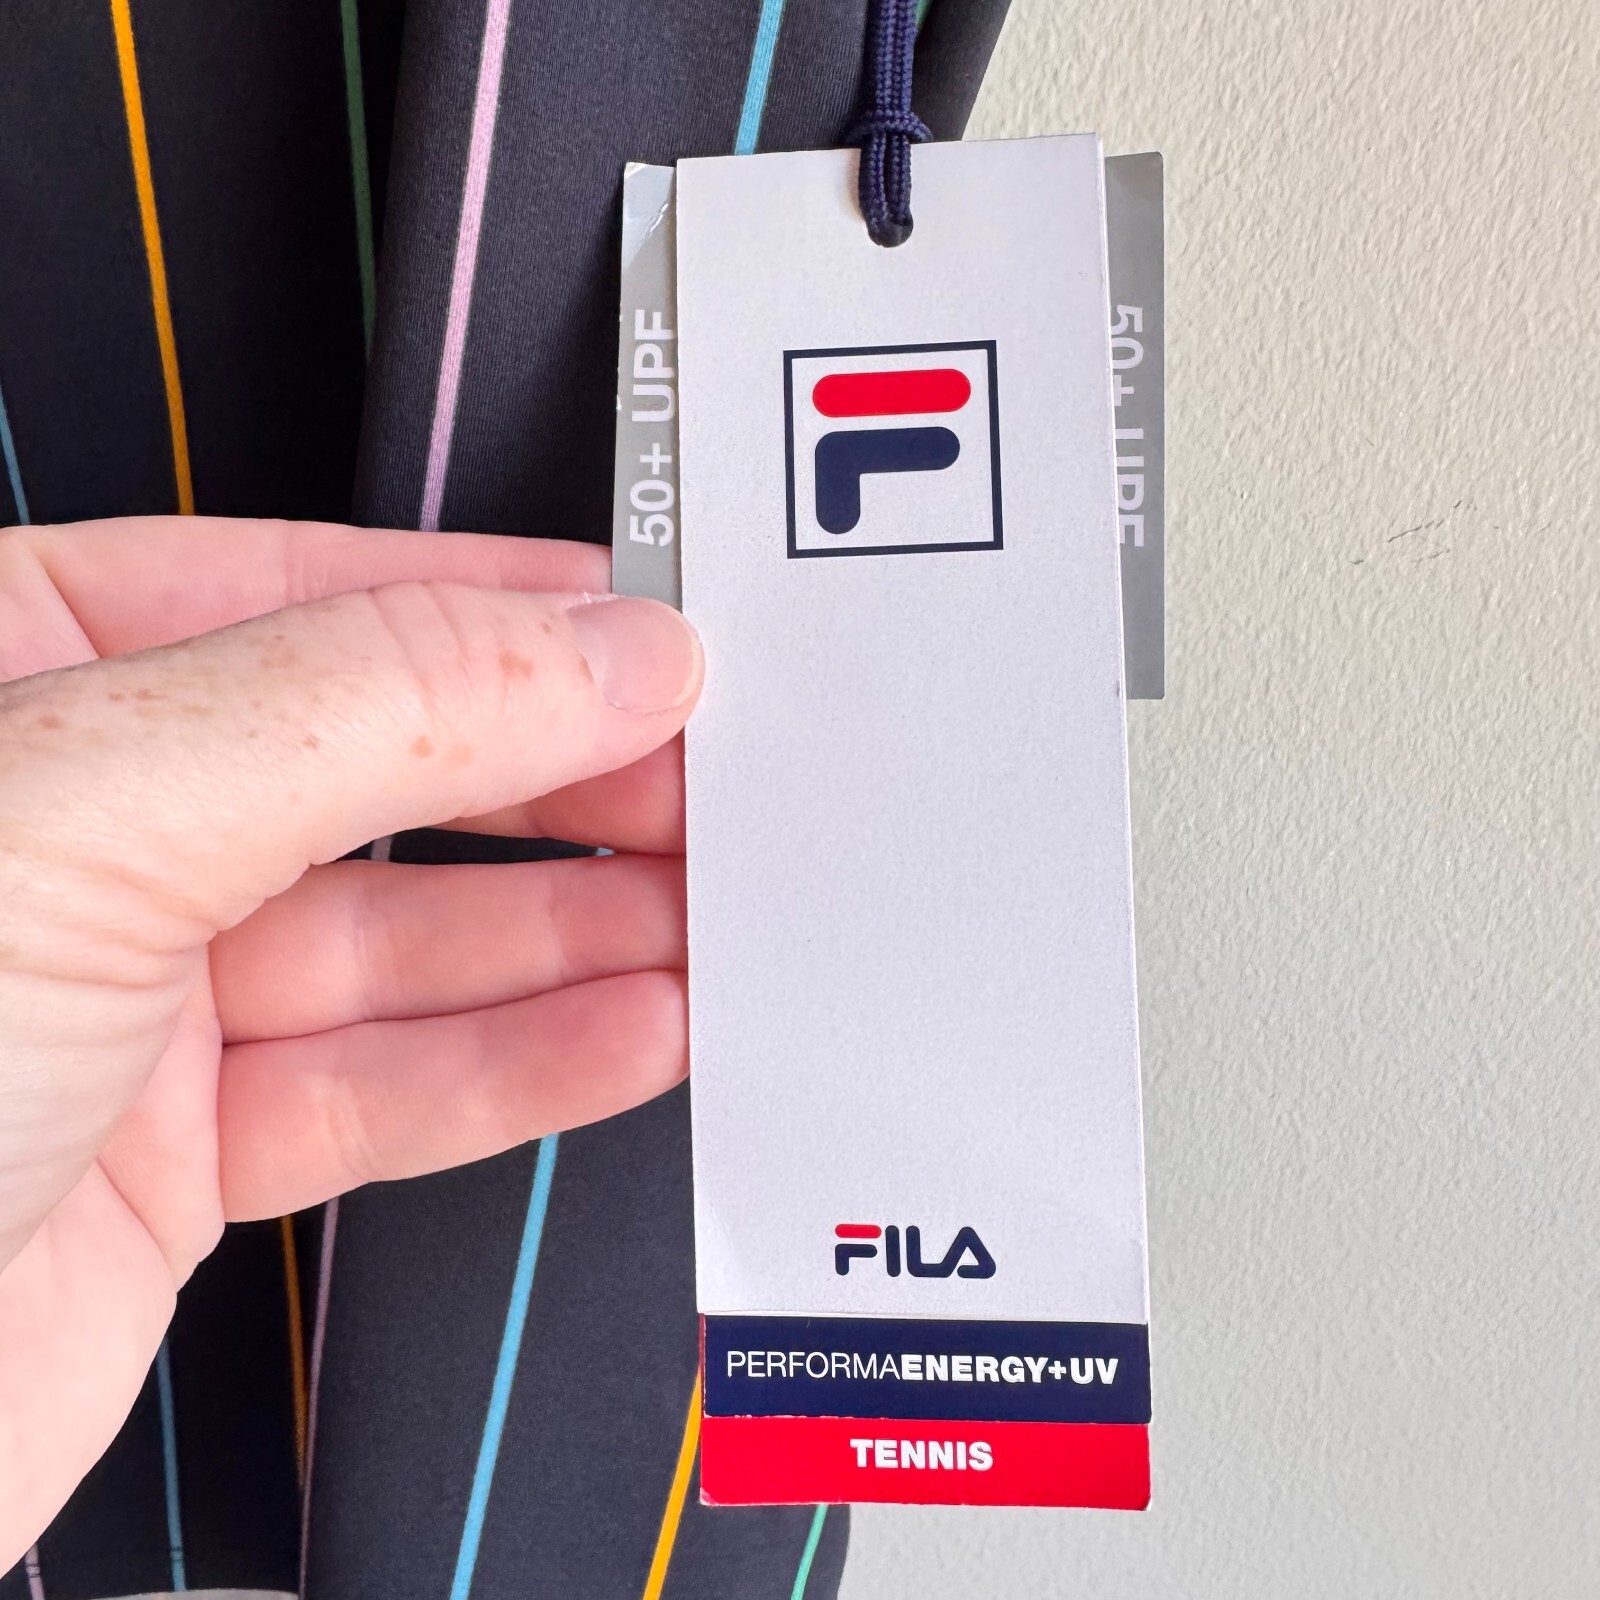 50+ UPF
50+ UPF
F
FILA
PERFORMAENERGY+UV
TENNIS